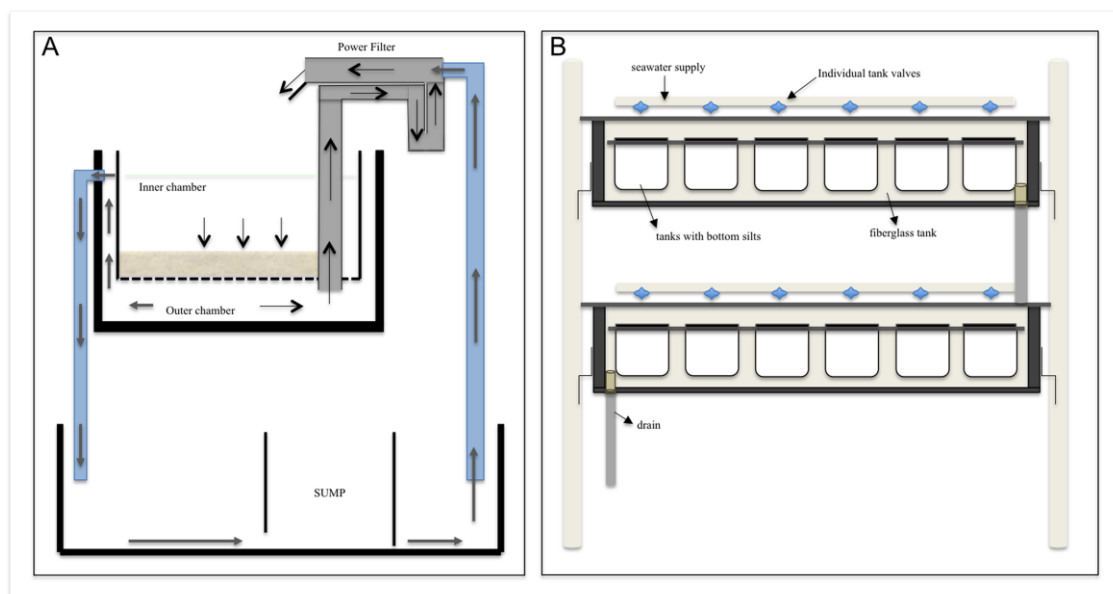 A
Power Filter
Inner chamber
Outer chamber
SUMP
B
seawater supply
Individual tank valves
tanks with bottom silts
fiberglass tank
drain